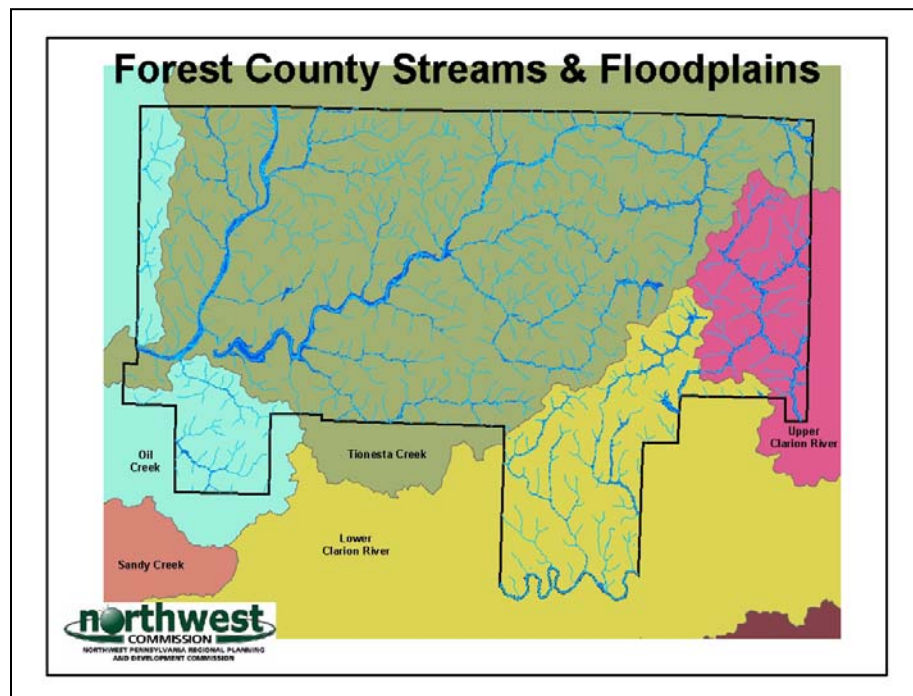 Forest County Streams & Floodplains
Oil
Creek
Tionesta Creek
Upper
Clarion River
Lower
Clarion River
Sandy Creek
northwest
COMMISSION
NORTHWEST PENNSYLVANIA REGIONAL PLANNING
AND DEVELOPMENT COMMISSION